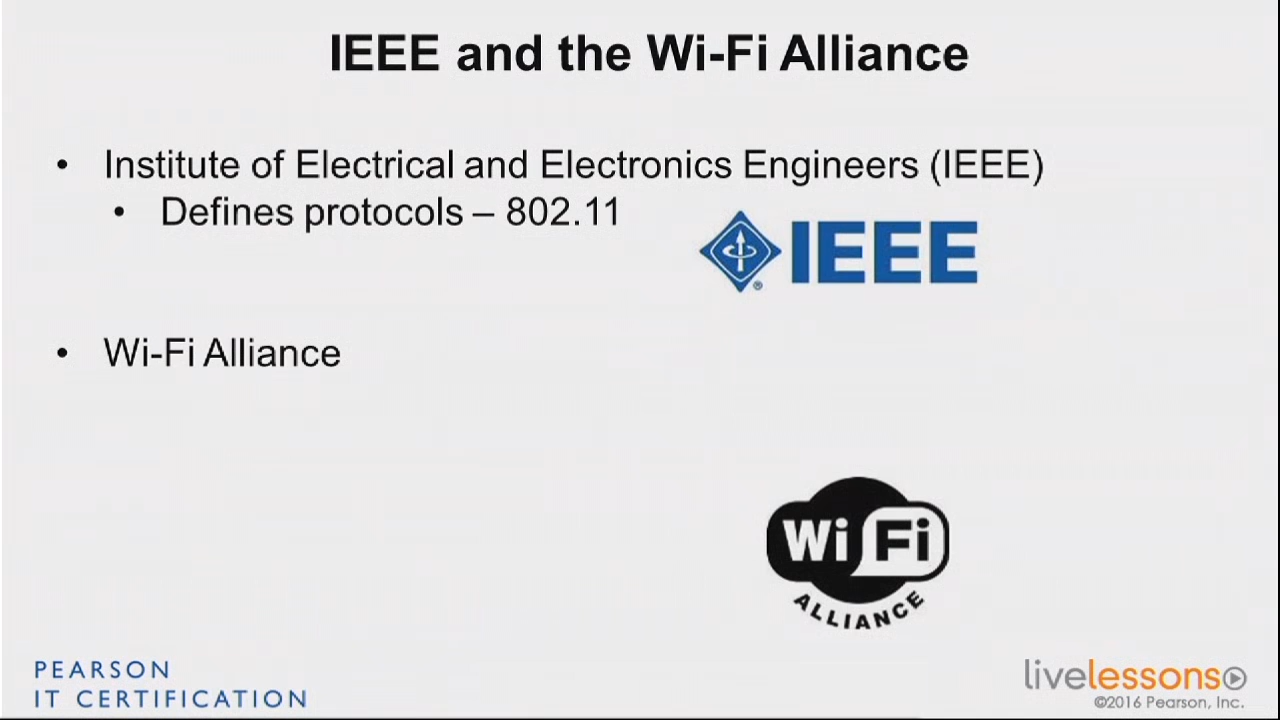 IEEE and the Wi-Fi Alliance
• Institute of Electrical and Electronics Engineers (IEEE)
• Defines protocols – 802.11
IEEE
®
• Wi-Fi Alliance
Wi Fi
ALLIANCE
PEARSON
IT CERTIFICATION
livelessons
©2016 Pearson, Inc.